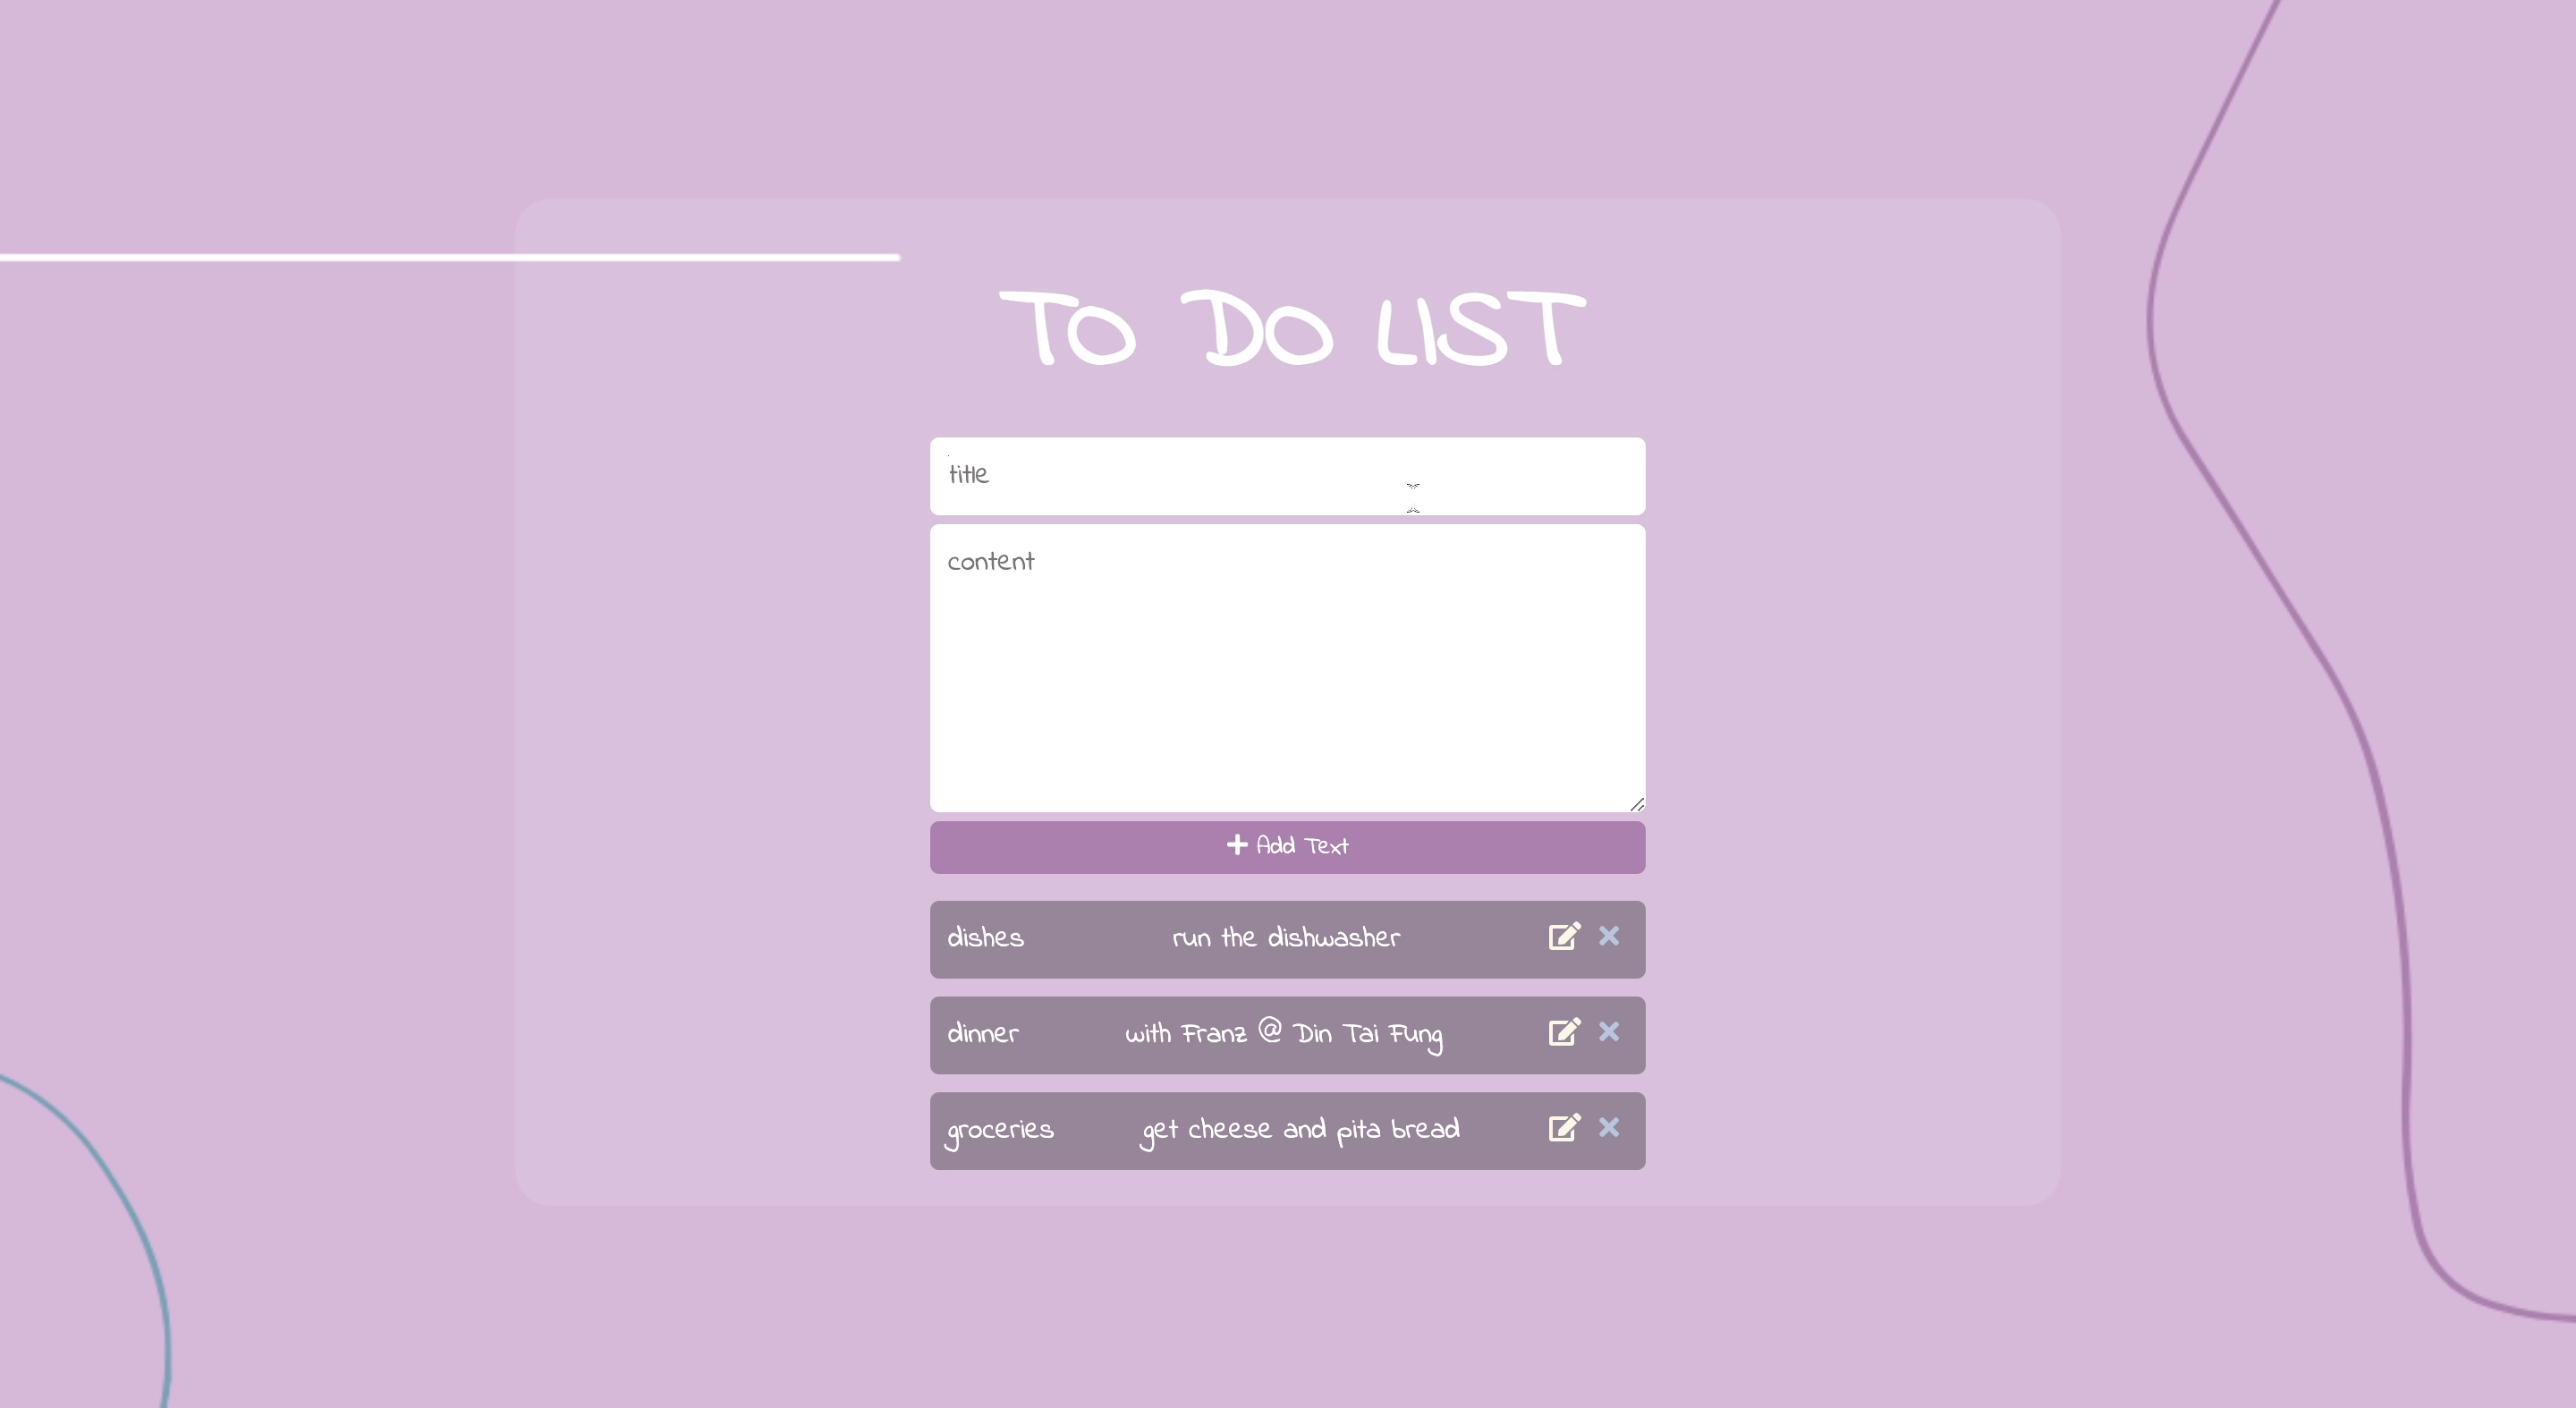 TO DO LIST
title
content
Add Text
dishes run the dishwasher
dinner with Franz @ Din Tai Fung
groceries get cheese and pita bread